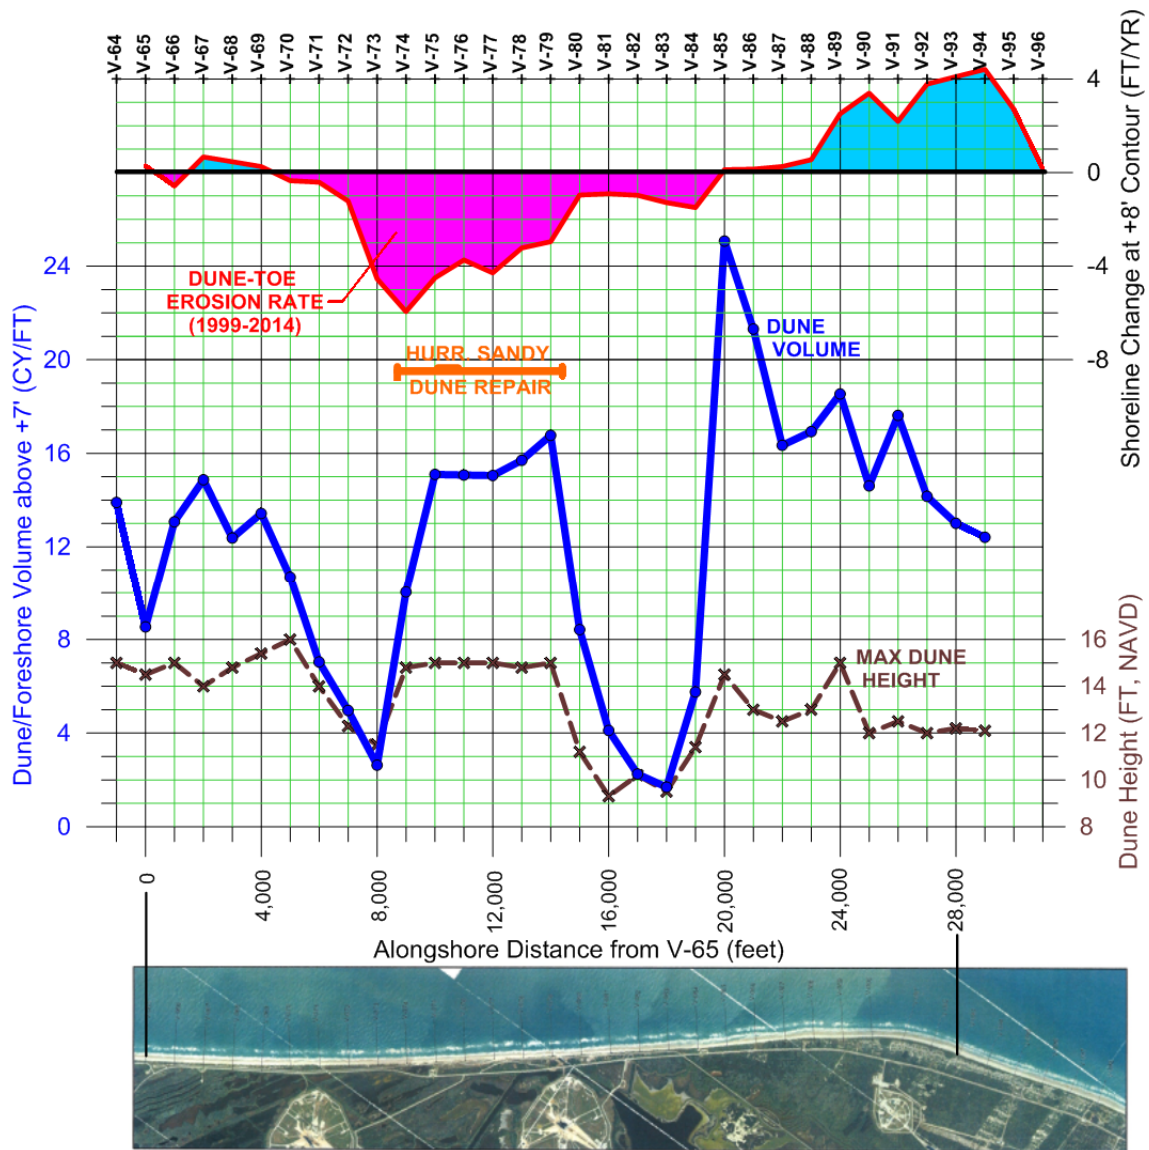 V-64 V-65 V-66 V-67 V-68 V-69 V-70 V-71 V-72 V-73 V-74 V-75 V-76 V-77 V-78 V-79 V-80 V-81 V-82 V-83 V-84 V-85 V-86 V-87 V-88 V-89 V-90 V-91 V-92 V-93 V-94 V-95 V-96
4
0
-4
-8
Shoreline Change at +8' Contour (FT/YR)
DUNE-TOE
EROSION RATE
(1999-2014)
HURR. SANDY
DUNE REPAIR
DUNE
VOLUME
MAX DUNE
HEIGHT
24
20
16
12
8
4
0
Dune/Foreshore Volume above +7' (CY/FT)
16
14
12
10
8
Dune Height (FT, NAVD)
0 4,000 8,000 12,000 16,000 20,000 24,000 28,000
Alongshore Distance from V-65 (feet)